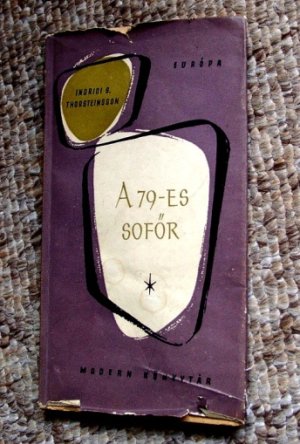 EURÓPA
INDRIDI G.
THORSTEINSSON
A 79-ES
SOFŐR
MODERN KÖNYVTÁR